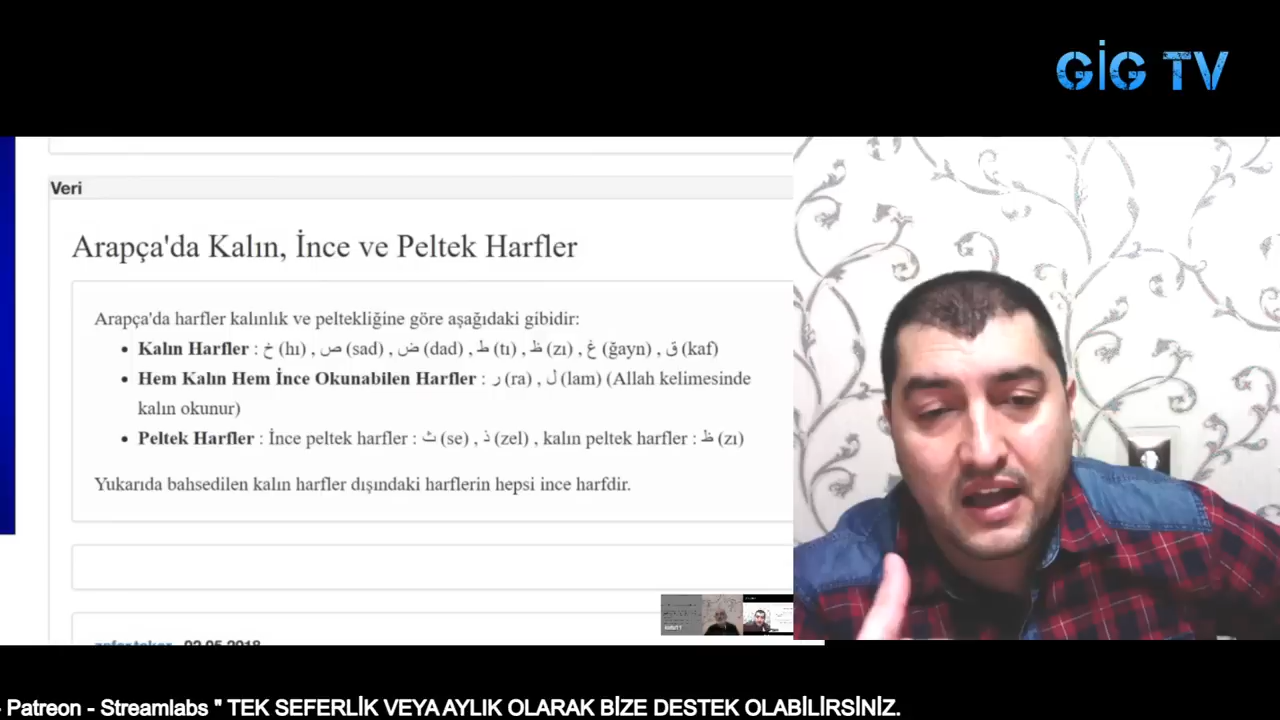 GİG TV
Veri
Arapça'da Kalın, İnce ve Peltek Harfler
Arapça'da harfler kalınlık ve peltekliğine göre aşağıdaki gibidir:
• Kalın Harfler : خ (hı) , ص (sad) , ض (dad) , ط (tı) , ظ (zı) , غ (ğayn) , ق (kaf)
• Hem Kalın Hem İnce Okunabilen Harfler : ر (ra) , ل (lam) (Allah kelimesinde
kalın okunur)
• Peltek Harfler : İnce peltek harfler : ث (se) , ذ (zel) , kalın peltek harfler : ظ (zı)
Yukarıda bahsedilen kalın harfler dışındaki harflerin hepsi ince harfdir.
02.05.2018
- Patreon - Streamlabs " TEK SEFERLİK VEYA AYLIK OLARAK BİZE DESTEK OLABİLİRSİNİZ.